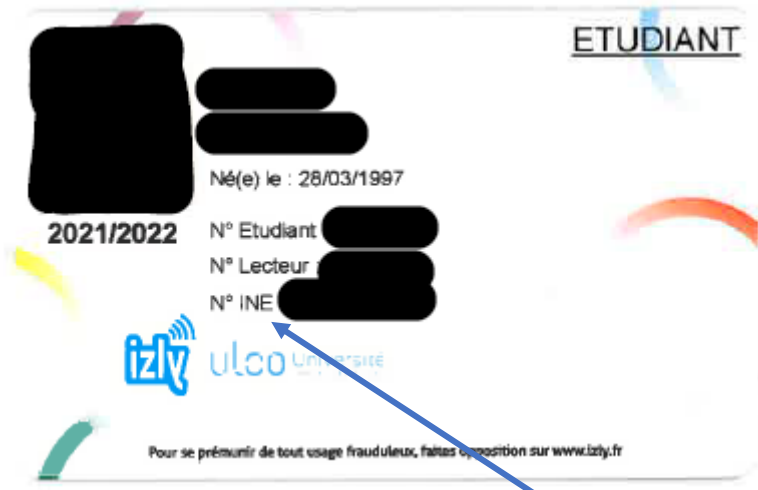 ETUDIANT
Né(e) le : 28/03/1997
2021/2022
N° Etudiant
N° Lecteur :
N° INE
izly ulco Université
Pour se prémunir de tout usage frauduleux, faites opposition sur www.izly.fr